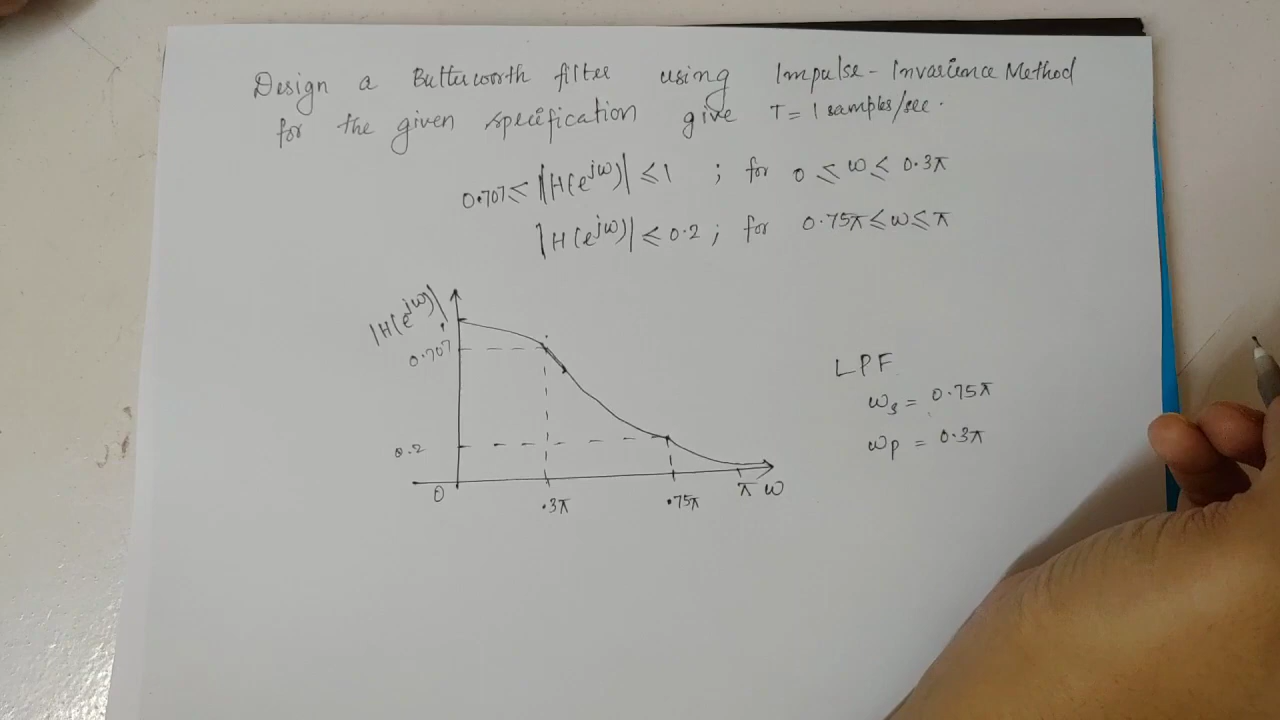 Design a Butterworth filter using Impulse-Invarience Method
for the given specification give T= 1 samples/sec.
0.707 ≤ |H(e^jω)| ≤ 1 ; for 0 ≤ ω ≤ 0.3π
|H(e^jω)| ≤ 0.2 ; for 0.75π ≤ ω ≤ π
|H(e^jω)|
0.707
0.2
0 .3π .75π π ω
LPF
ωs = 0.75π
ωp = 0.3π